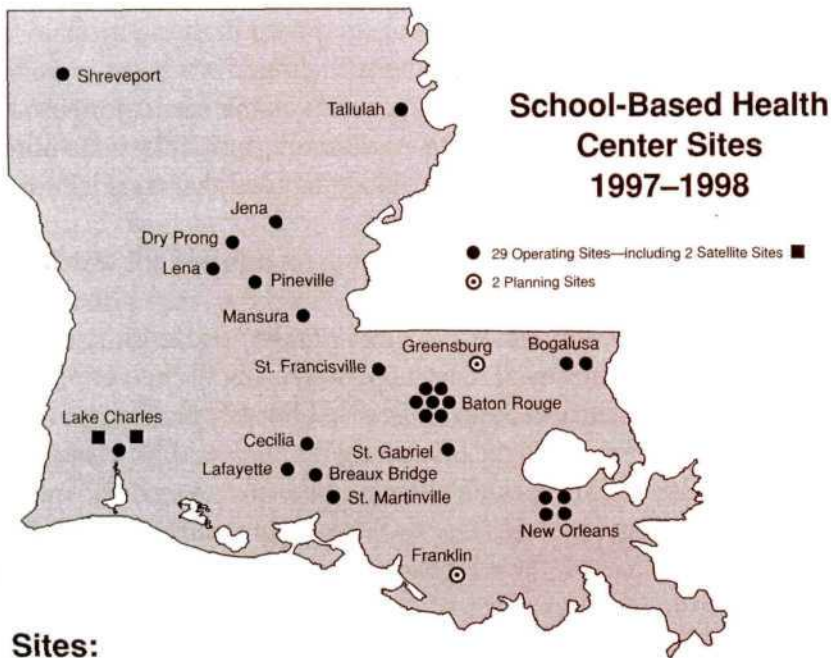 School-Based Health
Center Sites
1997–1998
29 Operating Sites—including 2 Satellite Sites
2 Planning Sites
Shreveport
Tallulah
Jena
Dry Prong
Lena
Pineville
Mansura
St. Francisville
Greensburg
Bogalusa
Baton Rouge
Lake Charles
Cecilia
St. Gabriel
Lafayette
Breaux Bridge
St. Martinville
New Orleans
Franklin
Sites: